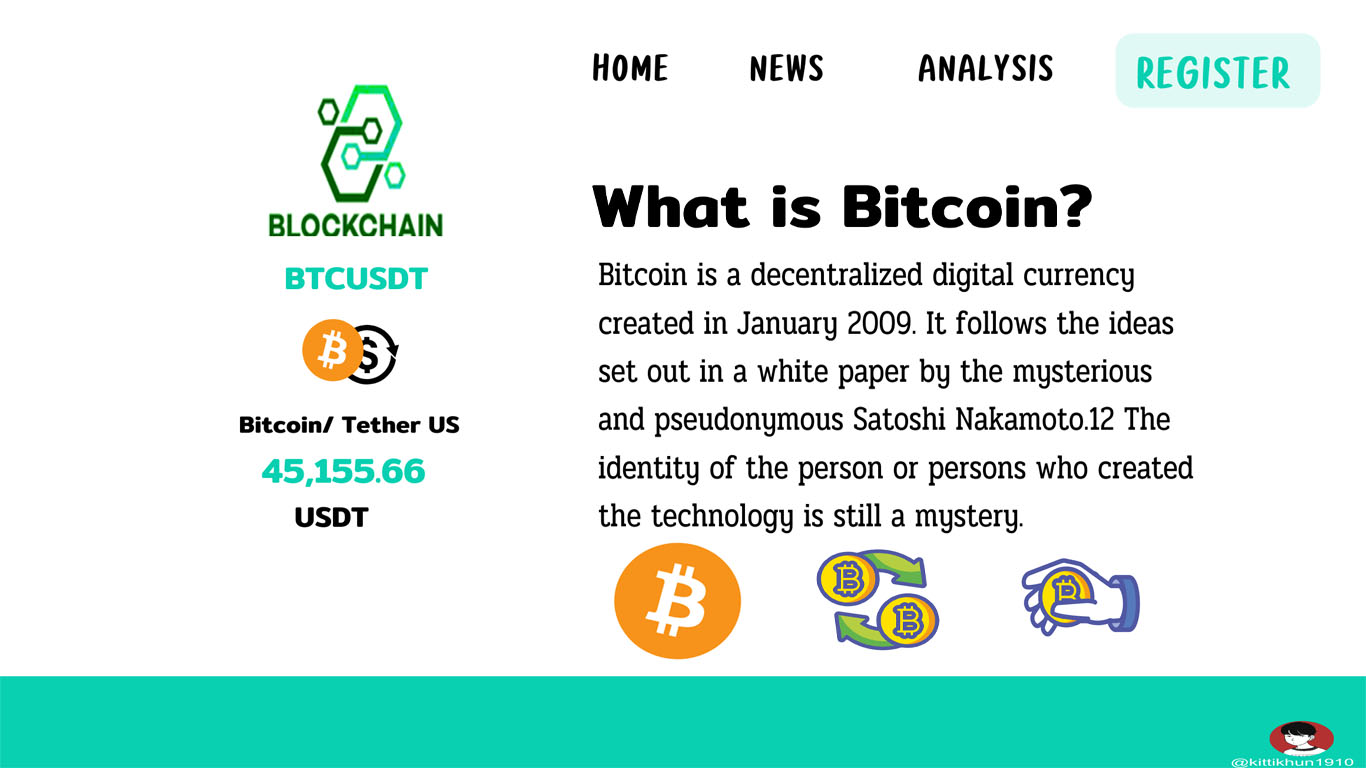 HOME NEWS ANALYSIS REGISTER
BLOCKCHAIN
BTCUSDT
Bitcoin/ Tether US
45,155.66
USDT
What is Bitcoin?
Bitcoin is a decentralized digital currency
created in January 2009. It follows the ideas
set out in a white paper by the mysterious
and pseudonymous Satoshi Nakamoto.12 The
identity of the person or persons who created
the technology is still a mystery.
@kittikhun1910